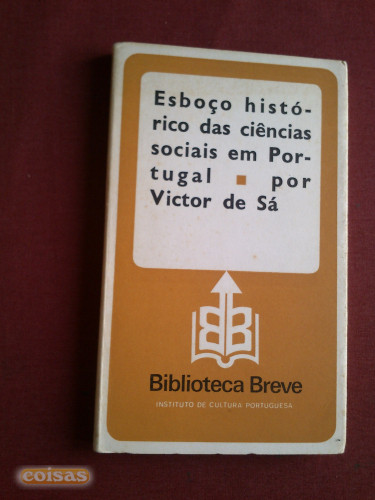 Esboço histó-
rico das ciências
sociais em Por-
tugal ▪ por
Victor de Sá
BB
Biblioteca Breve
INSTITUTO DE CULTURA PORTUGUESA
coisas